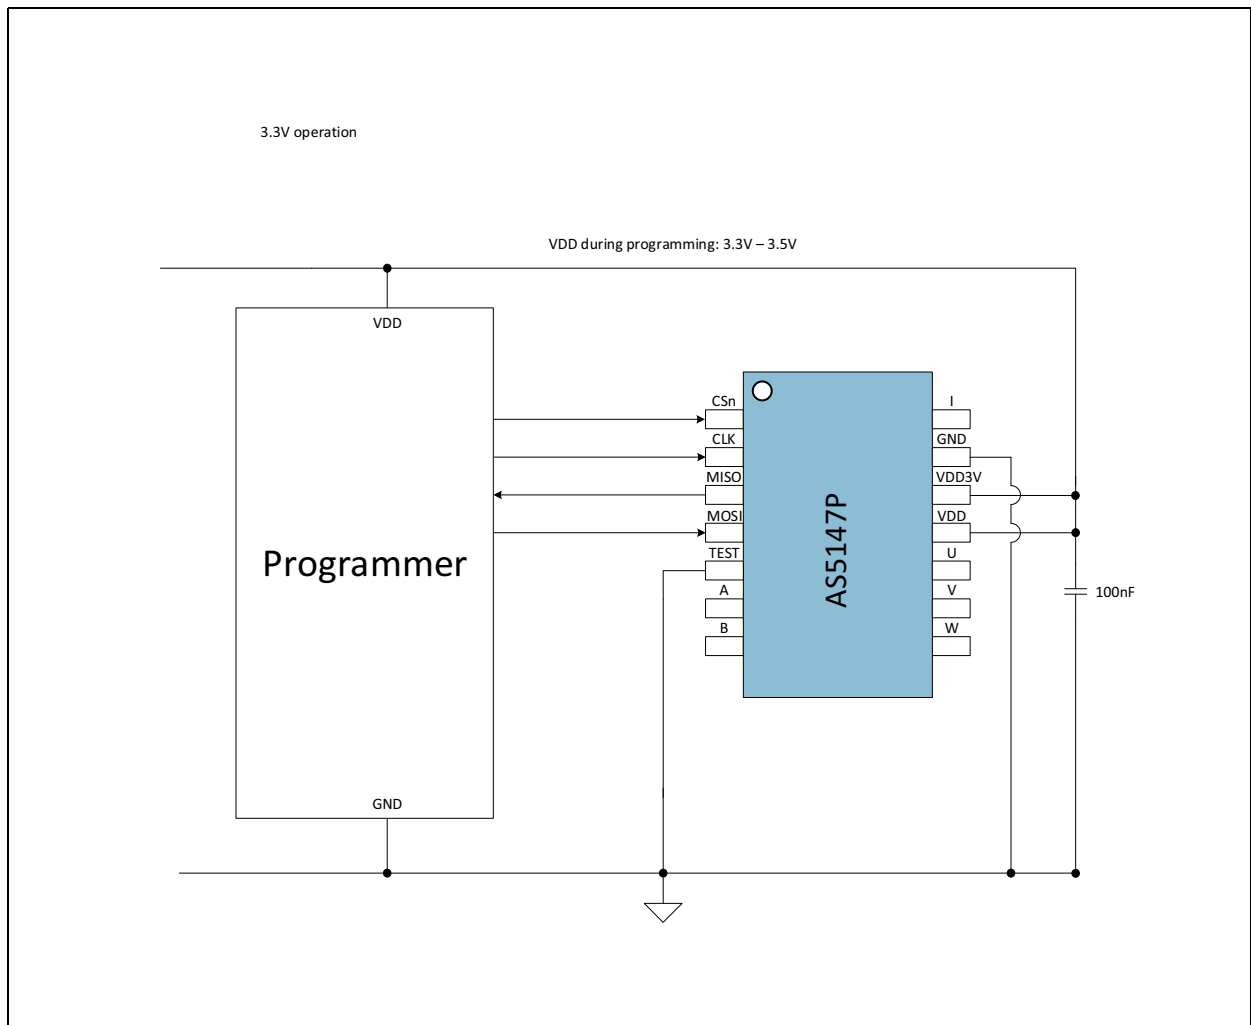 3.3V operation
VDD during programming: 3.3V – 3.5V
VDD
Programmer
GND
CSn
CLK
MISO
MOSI
TEST
A
B
AS5147P
I
GND
VDD3V
VDD
U
V
W
100nF